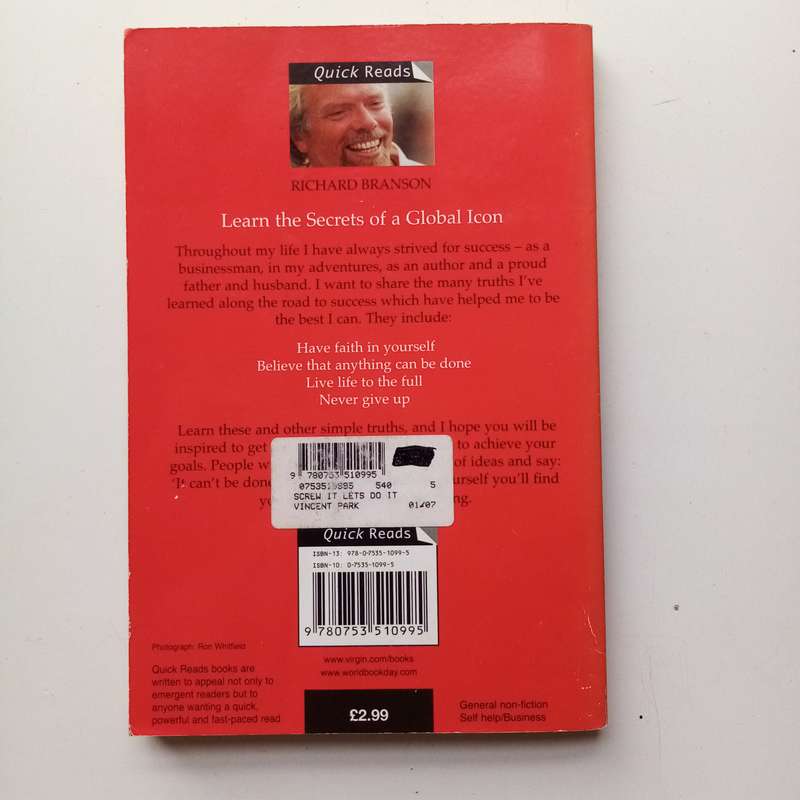 Quick Reads
RICHARD BRANSON
Learn the Secrets of a Global Icon
Throughout my life I have always strived for success – as a
businessman, in my adventures, as an author and a proud
father and husband. I want to share the many truths I've
learned along the road to success which have helped me to be
the best I can. They include:
Have faith in yourself
Believe that anything can be done
Live life to the full
Never give up
Learn these and other simple truths, and I hope you will be
inspired to get to achieve your
goals. People of ideas and say:
'It can't be done urself you'll find
9 780753 510995
540 5
SCREW IT LETS DO IT
VINCENT PARK 01/07
Quick Reads
ISBN-13: 978-0-7535-1099-5
ISBN-10: 0-7535-1099-5
9 780753 510995
Photograph: Ron Whitfield
www.virgin.com/books
www.worldbookday.com
Quick Reads books are
written to appeal not only to
emergent readers but to
anyone wanting a quick,
powerful and fast-paced read
£2.99
General non-fiction
Self help/Business